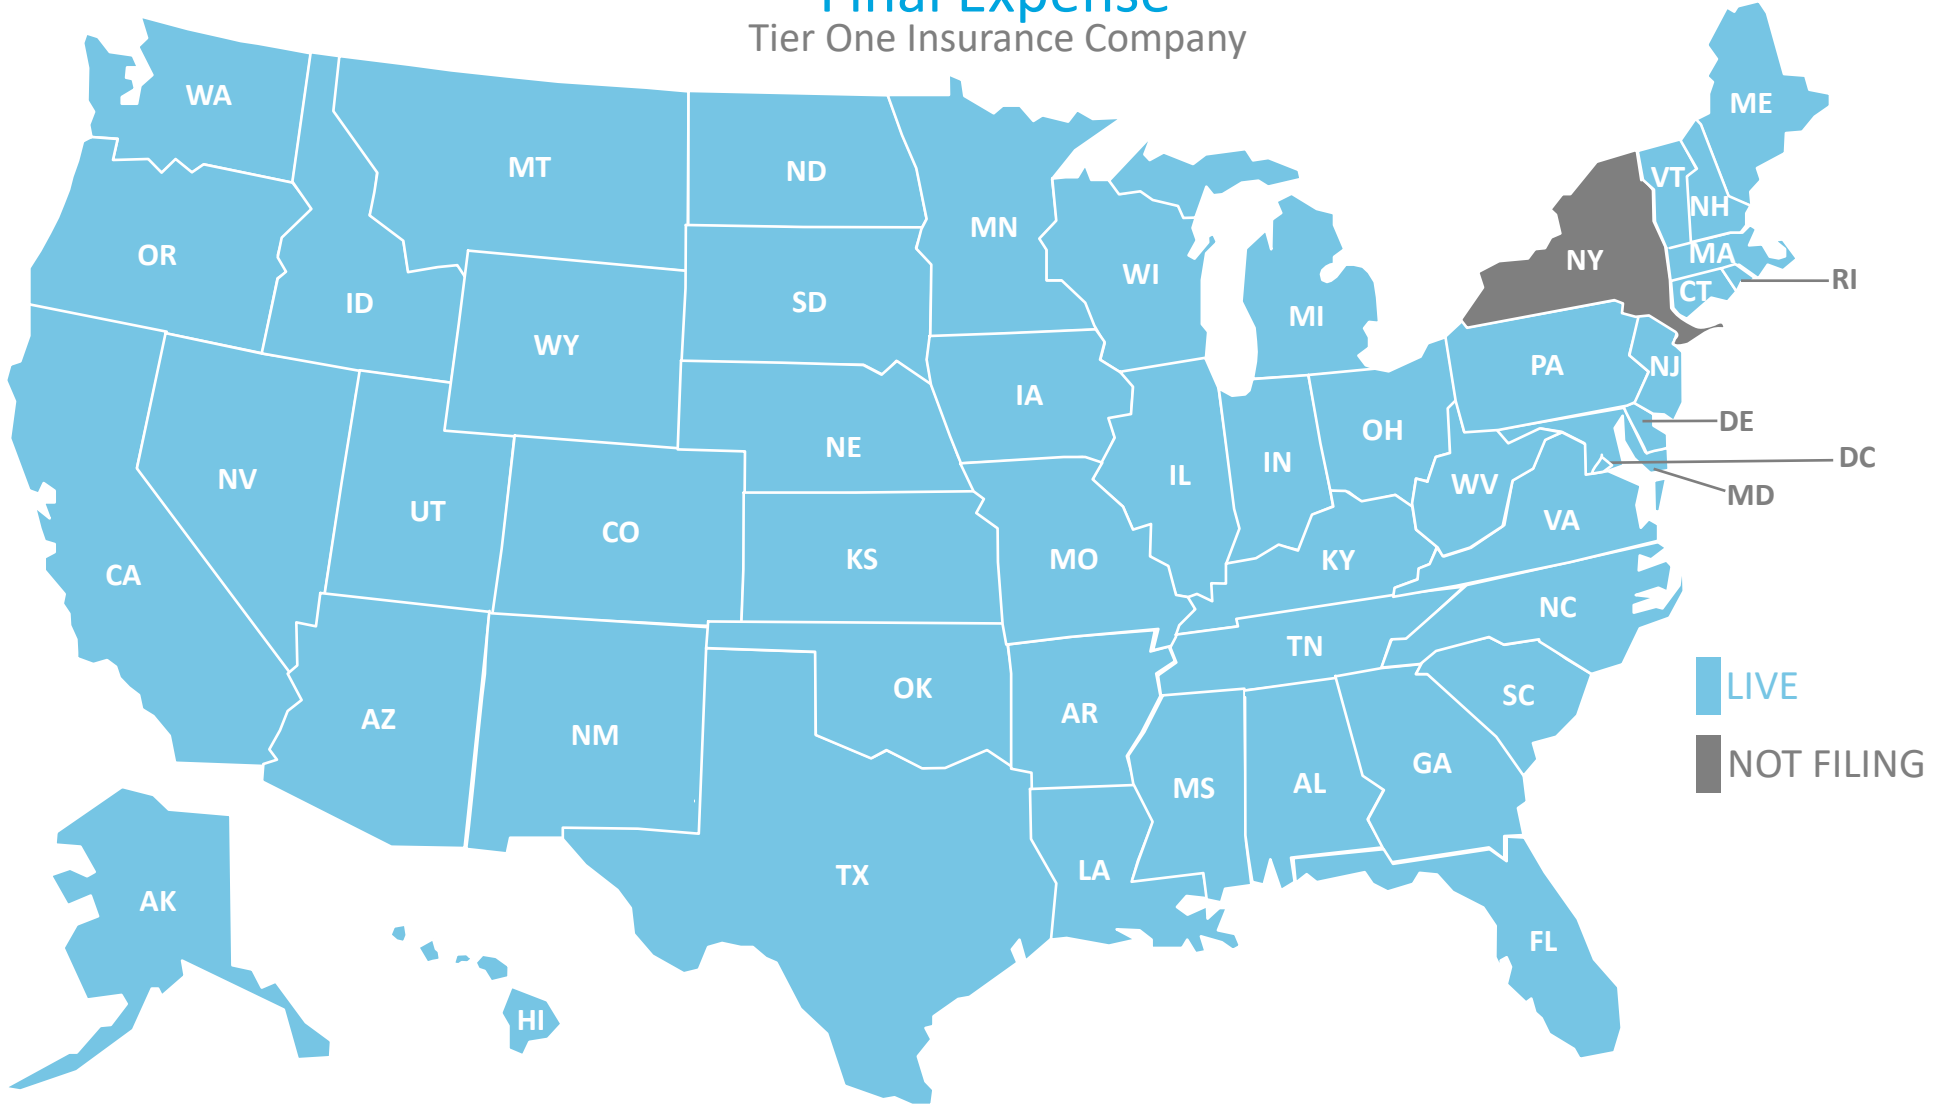 Final Expense
Tier One Insurance Company
WA
ME
MT
ND
VT
NH
MN
OR
MA
NY
WI
RI
CT
ID
SD
MI
WY
PA
NJ
IA
DE
OH
NE
DC
IN
NV
IL
WV
MD
UT
VA
CO
KS
MO
KY
CA
NC
TN
LIVE
OK
SC
AR
AZ
NM
NOT FILING
GA
AL
MS
LA
TX
AK
FL
HI